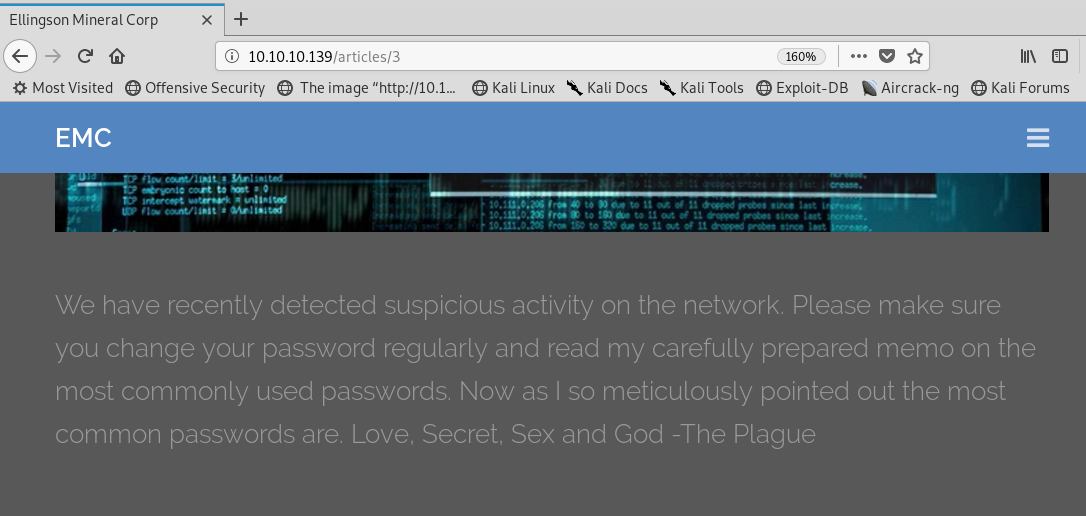 Ellingson Mineral Corp
10.10.10.139/articles/3 160%
Most Visited Offensive Security The image “http://10.1... Kali Linux Kali Docs Kali Tools Exploit-DB Aircrack-ng Kali Forums
EMC
TCP flow count/limit = 3/unlimited
TCP embryonic count to host = 0
TCP intercept watermark = unlimited
UDP flow count/limit = 0/unlimited
increase.
crease.
10.111.0.206 from 40 to 80 due to 11 out of 11 dropped probes since last increase.
10.111.0.206 from 80 to 160 due to 11 out of 11 dropped probes since last increase.
10.111.0.206 from 160 to 320 due to 11 out of 11 dropped probes since last increase.
We have recently detected suspicious activity on the network. Please make sure
you change your password regularly and read my carefully prepared memo on the
most commonly used passwords. Now as I so meticulously pointed out the most
common passwords are. Love, Secret, Sex and God -The Plague